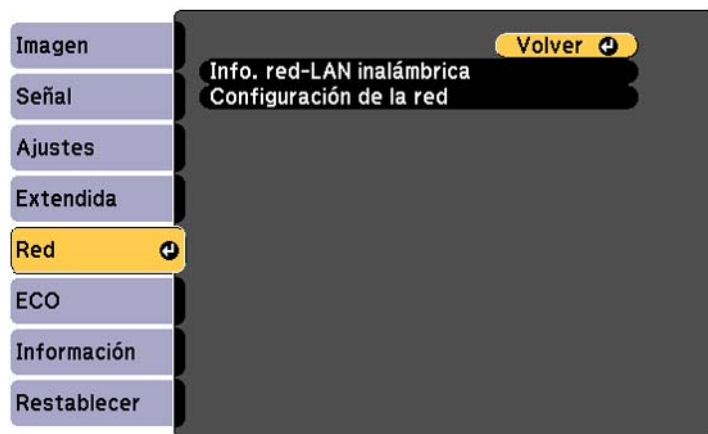 Imagen
Señal
Ajustes
Extendida
Red
ECO
Información
Restablecer
Volver
Info. red-LAN inalámbrica
Configuración de la red